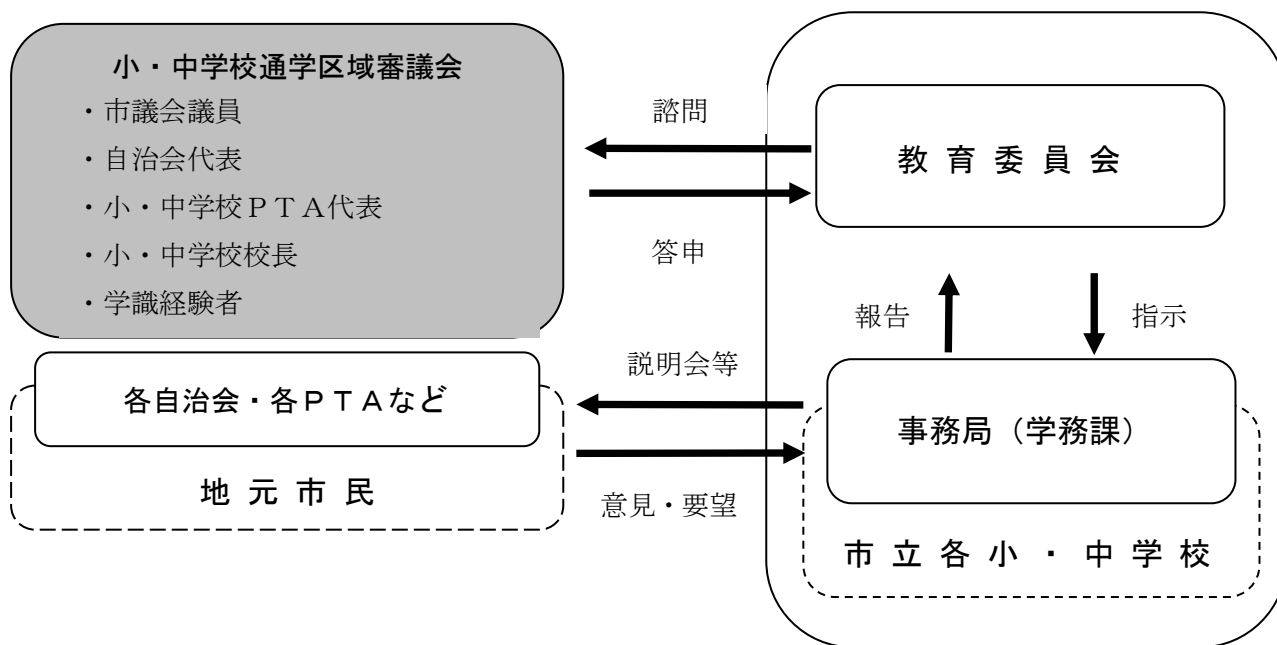 小・中学校通学区域審議会
・市議会議員
・自治会代表
・小・中学校ＰＴＡ代表
・小・中学校校長
・学識経験者
諮問
答申
教育委員会
報告
指示
説明会等
意見・要望
各自治会・各ＰＴＡなど
地元市民
事務局（学務課）
市立各小・中学校